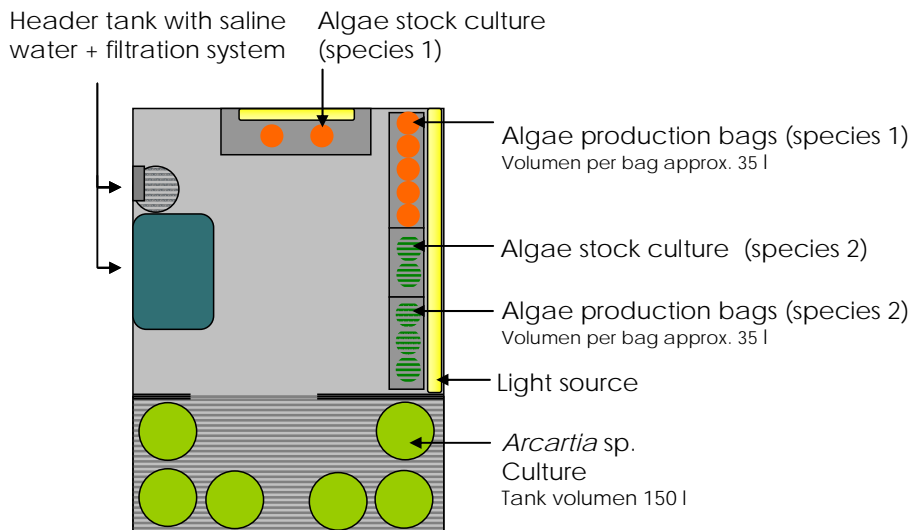 Header tank with saline
water + filtration system
Algae stock culture
(species 1)
Algae production bags (species 1)
Volumen per bag approx. 35 l
Algae stock culture (species 2)
Algae production bags (species 2)
Volumen per bag approx. 35 l
Light source
Arcartia sp.
Culture
Tank volumen 150 l